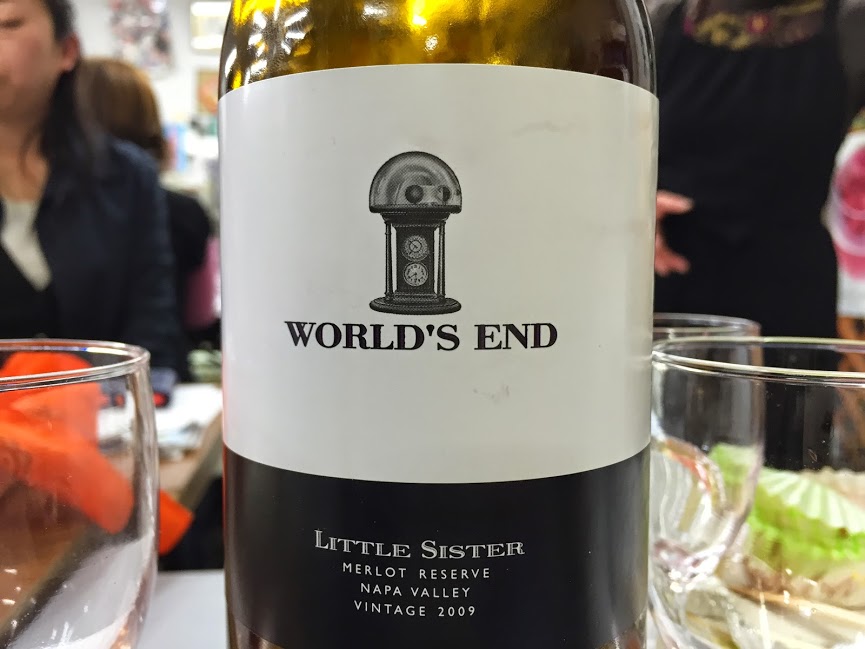 WORLD'S END
LITTLE SISTER
MERLOT RESERVE
NAPA VALLEY
VINTAGE 2009